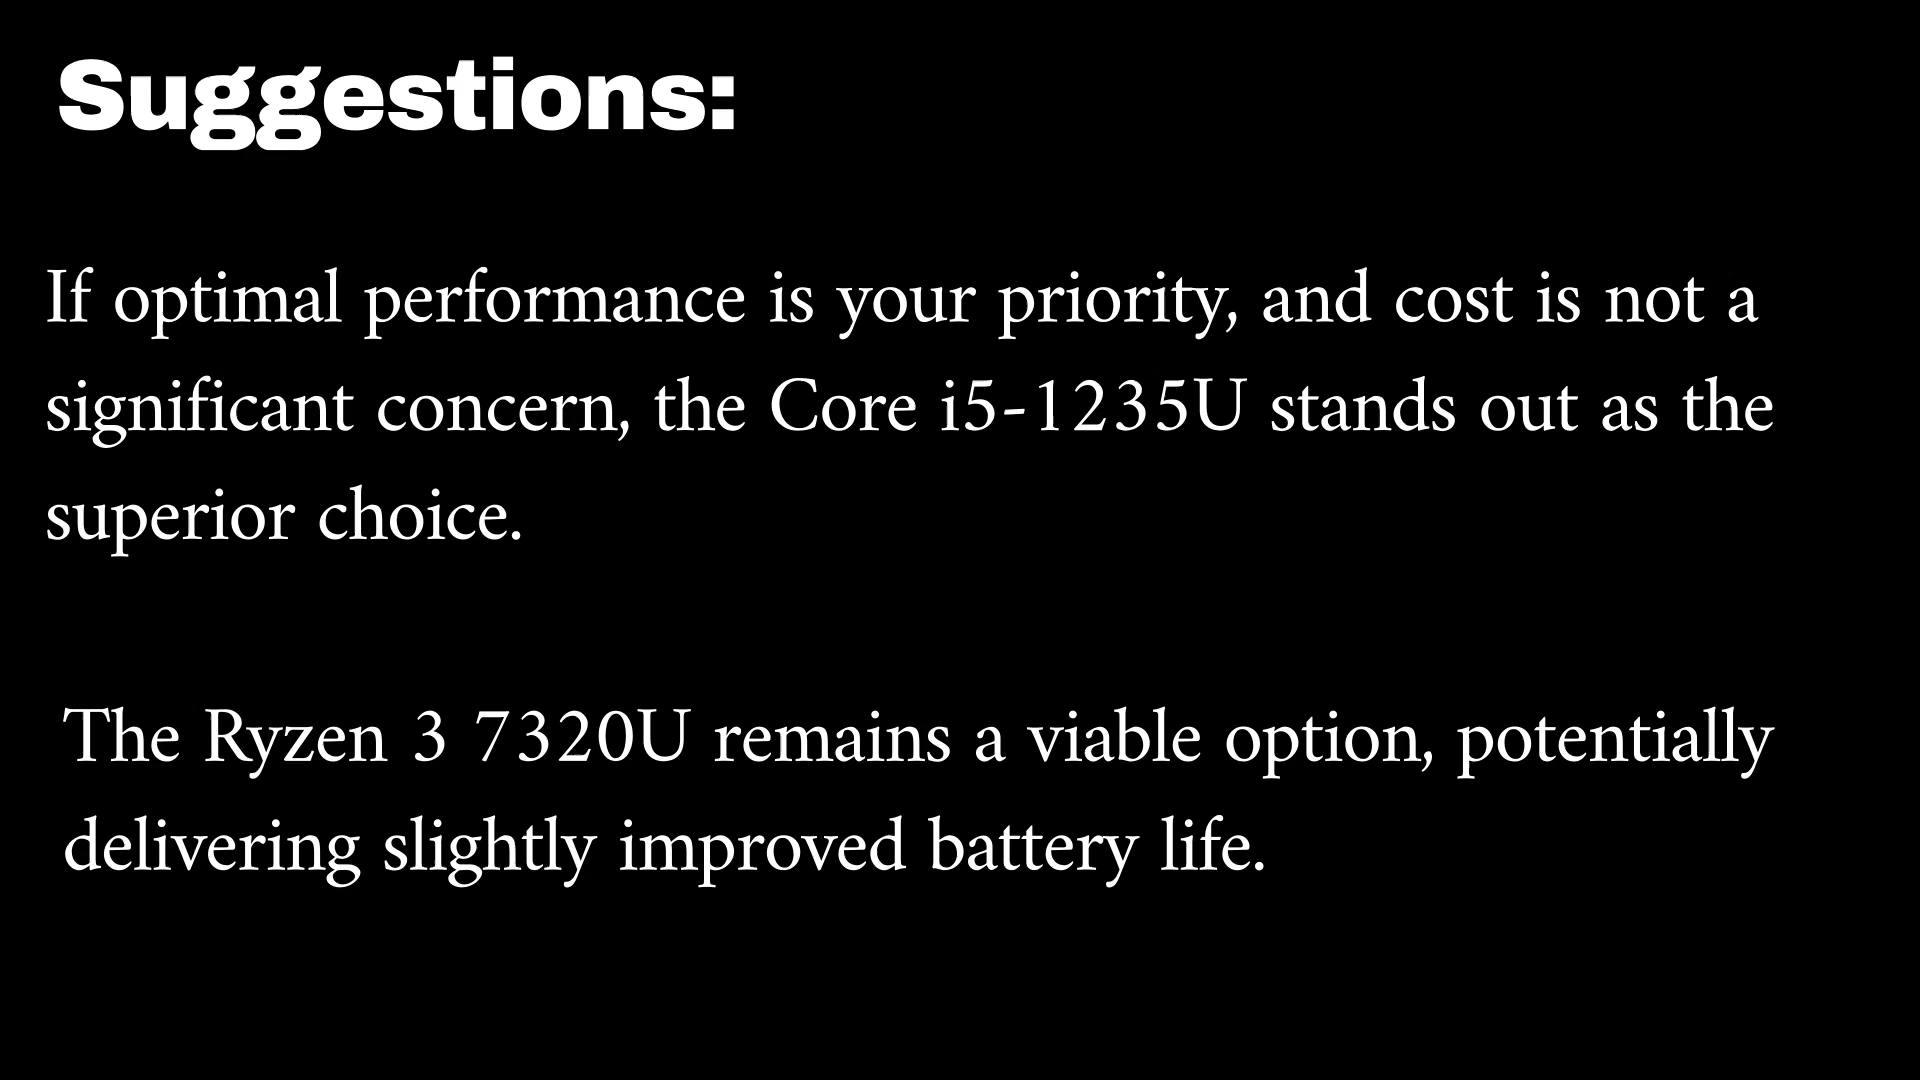 Suggestions:
If optimal performance is your priority, and cost is not a
significant concern, the Core i5-1235U stands out as the
superior choice.
The Ryzen 3 7320U remains a viable option, potentially
delivering slightly improved battery life.